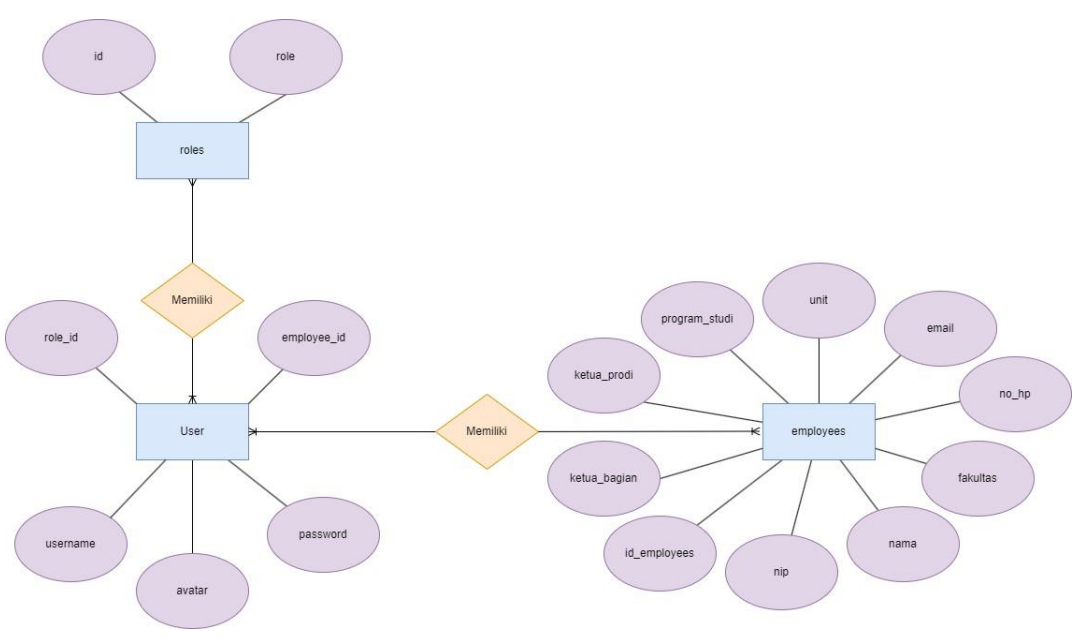 id
role
roles
Memiliki
role_id
employee_id
User
username
avatar
password
Memiliki
unit
program_studi
email
ketua_prodi
no_hp
employees
ketua_bagian
fakultas
id_employees
nip
nama